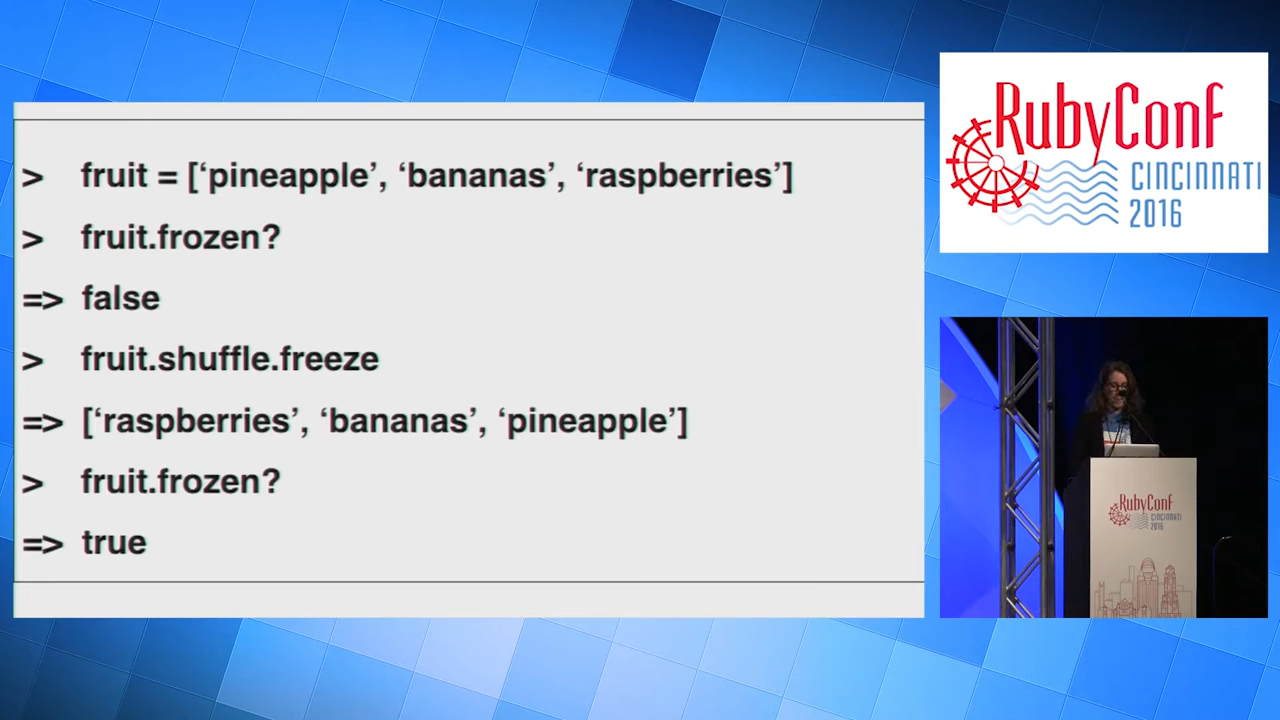 > fruit = [‘pineapple’, ‘bananas’, ‘raspberries’]
> fruit.frozen?
=> false
> fruit.shuffle.freeze
=> [‘raspberries’, ‘bananas’, ‘pineapple’]
> fruit.frozen?
=> true
RubyConf
CINCINNATI
2016
RubyConf
CINCINNATI
2016